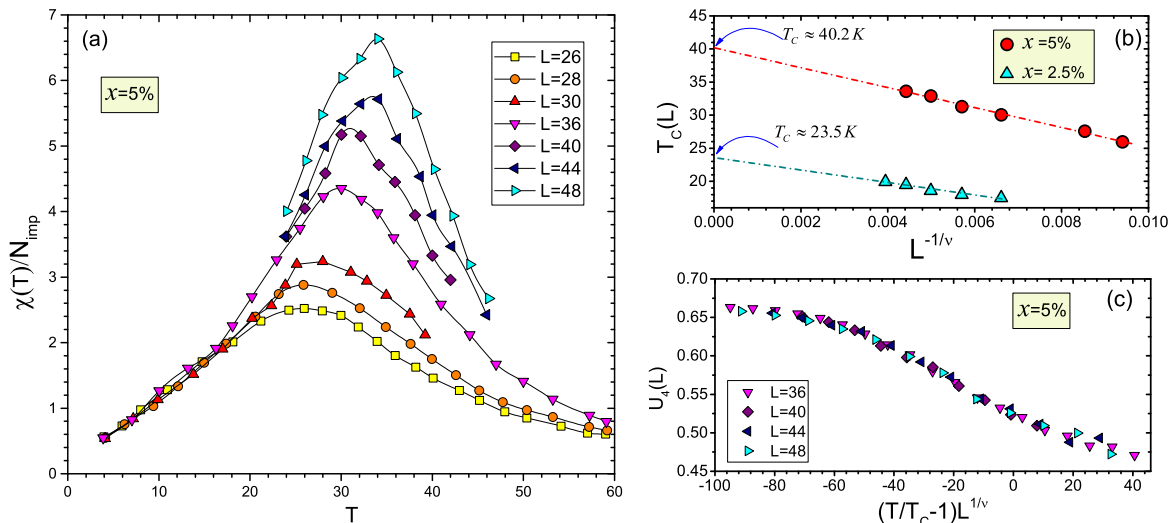 (a)
x=5%
L=26
L=28
L=30
L=36
L=40
L=44
L=48
χ(T)/N_imp
7
6
5
4
3
2
1
0
0 10 20 30 40 50 60
T
(b)
T_C ≈ 40.2 K
x=5%
x= 2.5%
T_C ≈ 23.5 K
T_C(L)
45
40
35
30
25
20
0.000 0.002 0.004 0.006 0.008 0.010
L^-1/ν
(c)
x=5%
L=36
L=40
L=44
L=48
U_4(L)
0.70
0.65
0.60
0.55
0.50
0.45
-100 -80 -60 -40 -20 0 20 40
(T/T_C-1)L^1/ν